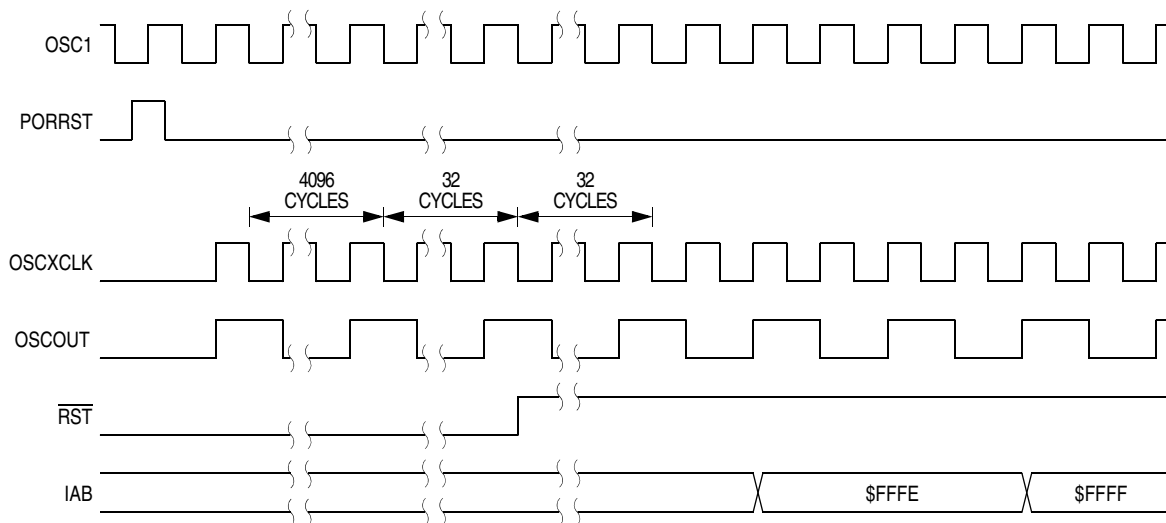 OSC1
PORRST
4096
CYCLES
32
CYCLES
32
CYCLES
OSCXCLK
OSCOUT
RST
IAB
$FFFE
$FFFF